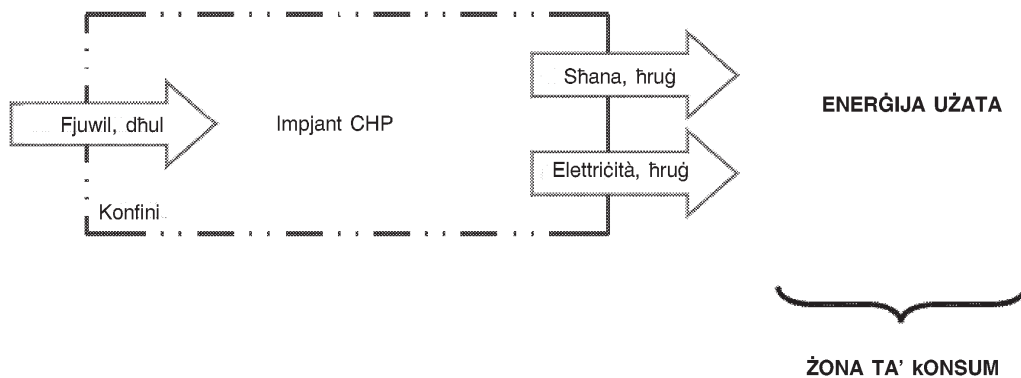 Sħana, ħruġ
ENERĠIJA UŻATA
Fjuwil, dħul
Impjant CHP
Elettriċità, ħruġ
Konfini
ŻONA TA' kONSUM